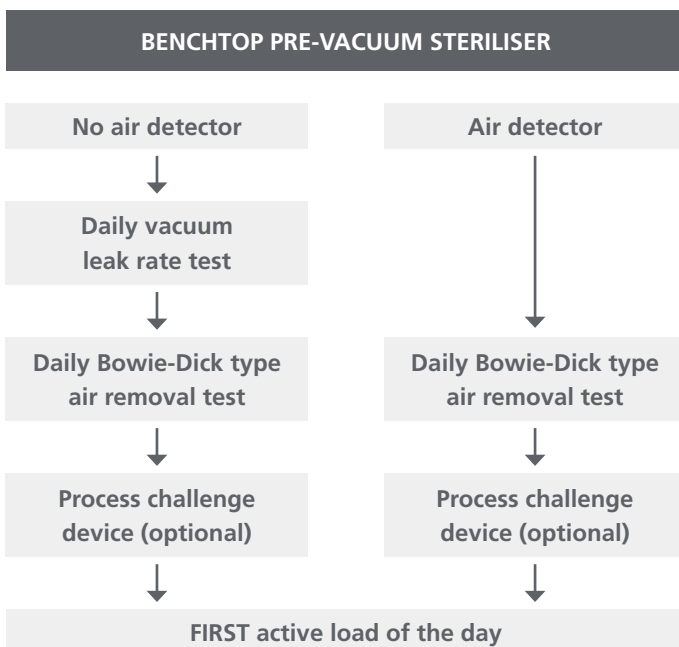 BENCHTOP PRE-VACUUM STERILISER
No air detector
Air detector
Daily vacuum
leak rate test
Daily Bowie-Dick type
air removal test
Daily Bowie-Dick type
air removal test
Process challenge
device (optional)
Process challenge
device (optional)
FIRST active load of the day